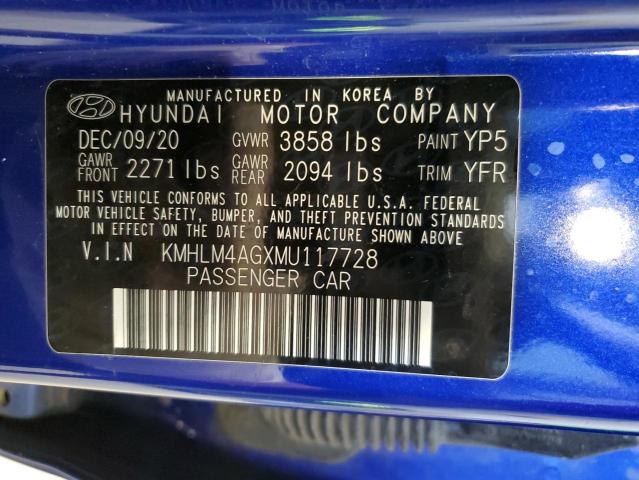 MANUFACTURED IN KOREA BY
HYUNDAI MOTOR COMPANY
DEC/09/20 GVWR 3858 lbs PAINT YP5
GAWR FRONT 2271 lbs GAWR REAR 2094 lbs TRIM YFR
THIS VEHICLE CONFORMS TO ALL APPLICABLE U.S.A. FEDERAL
MOTOR VEHICLE SAFETY, BUMPER, AND THEFT PREVENTION STANDARDS
IN EFFECT ON THE DATE OF MANUFACTURE SHOWN ABOVE.
V.I.N KMHLM4AGXMU117728
PASSENGER CAR